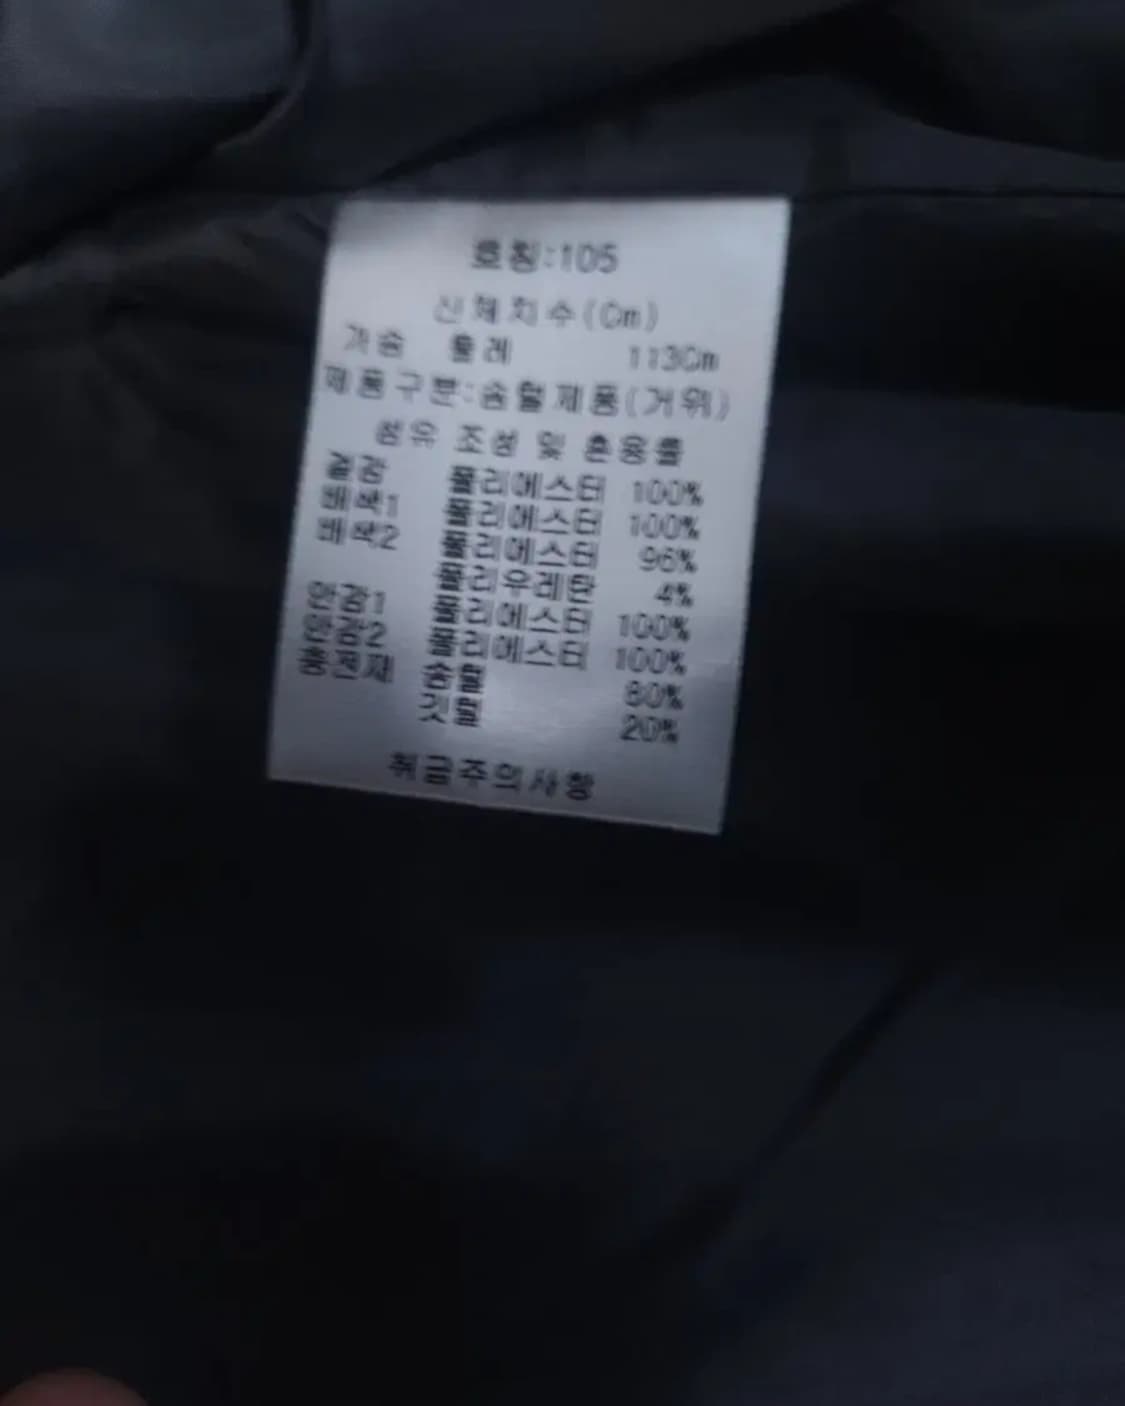 호칭:105
신체치수(Cm)
가슴 둘레 113Cm
제품구분:솜털제품(거위)
섬유 조성 및 혼용률
겉감 폴리에스터 100%
배색1 폴리에스터 100%
배색2 폴리에스터 96%
폴리우레탄 4%
안감1 폴리에스터 100%
안감2 폴리에스터 100%
충전재 솜털 80%
깃털 20%
취급주의사항